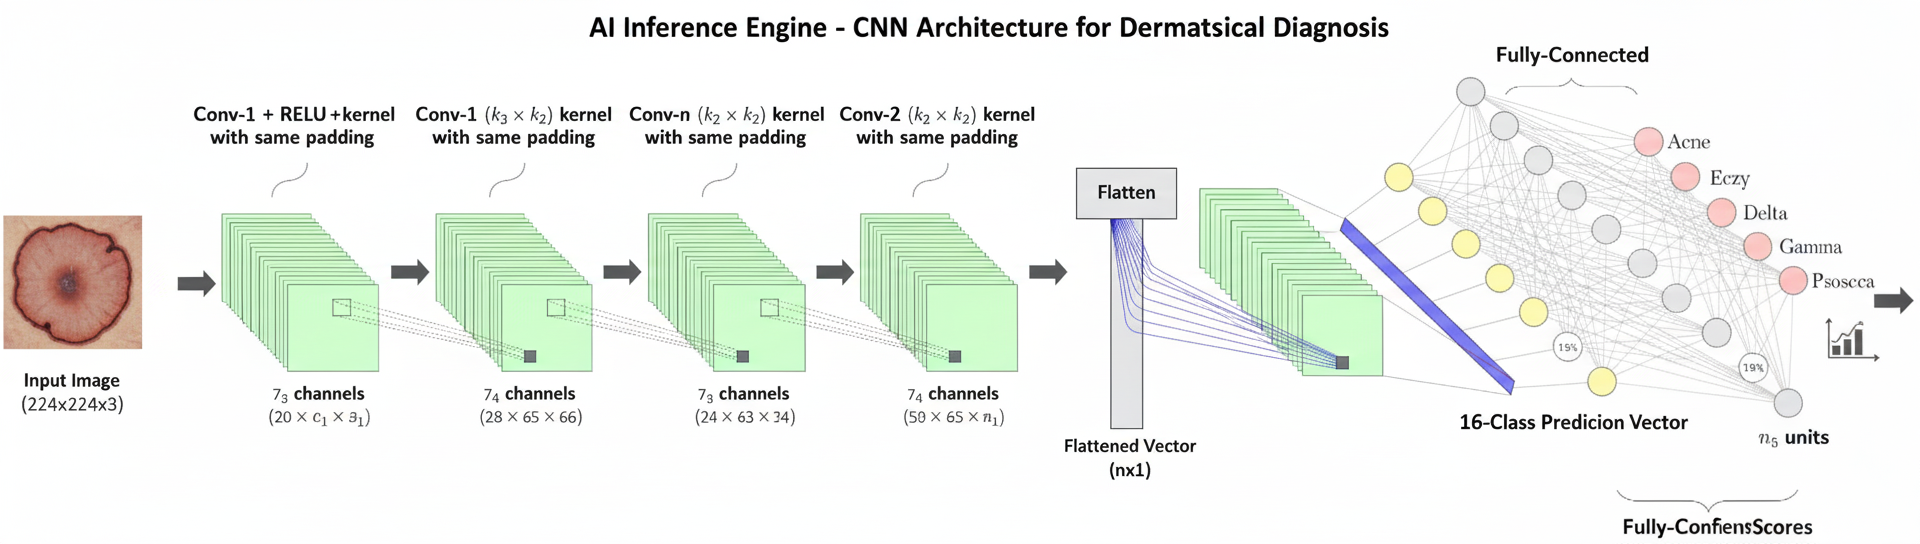 AI Inference Engine - CNN Architecture for Dermatsical Diagnosis
Fully-Connected
Conv-1 + RELU +kernel
with same padding
Conv-1 (k₃ × k₂) kernel
with same padding
Conv-n (k₂ × k₂) kernel
with same padding
Conv-2 (k₂ × k₂) kernel
with same padding
Flatten
Acne
Eczy
Delta
Gamma
Psoscca
15%
19%
Input Image
(224x224x3)
7₃ channels
(20 × c₁ × 3₁)
7₄ channels
(28 × 65 × 66)
7₃ channels
(24 × 63 × 34)
7₄ channels
(50 × 65 × n₁)
Flattened Vector
(nx1)
16-Class Predicion Vector
n₅ units
Fully-ConfiensScores